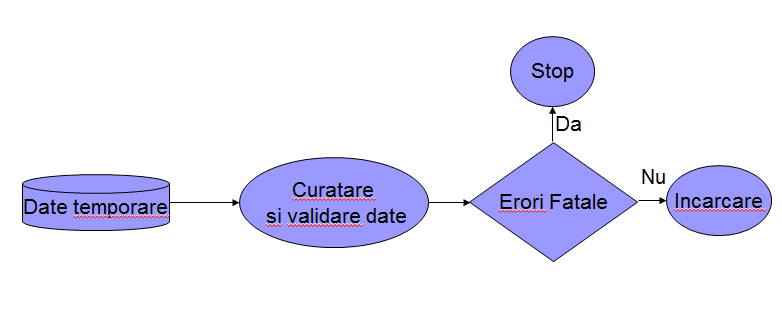 Stop
Da
Date temporare
Curatare
si validare date
Erori Fatale
Nu
Incarcare